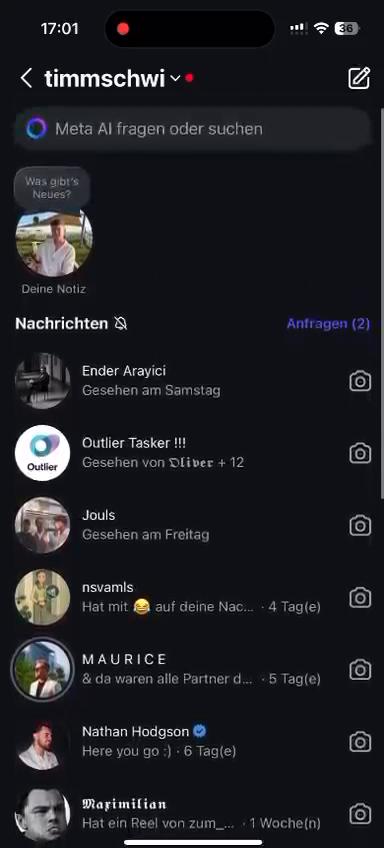 17:01
36
timmschwi
Meta AI fragen oder suchen
Was gibt's
Neues?
Deine Notiz
Nachrichten
Anfragen (2)
Ender Arayici
Gesehen am Samstag
Outlier
Outlier Tasker !!!
Gesehen von 𝕺𝖑𝖎𝖛𝖊𝖗 + 12
Jouls
Gesehen am Freitag
nsvamls
Hat mit 😂 auf deine Nac... · 4 Tag(e)
M A U R I C E
& da waren alle Partner d... · 5 Tag(e)
Nathan Hodgson
Here you go :) · 6 Tag(e)
𝕸𝖆𝖝𝖎𝖒𝖎𝖑𝖎𝖆𝖓
Hat ein Reel von zum_... · 1 Woche(n)